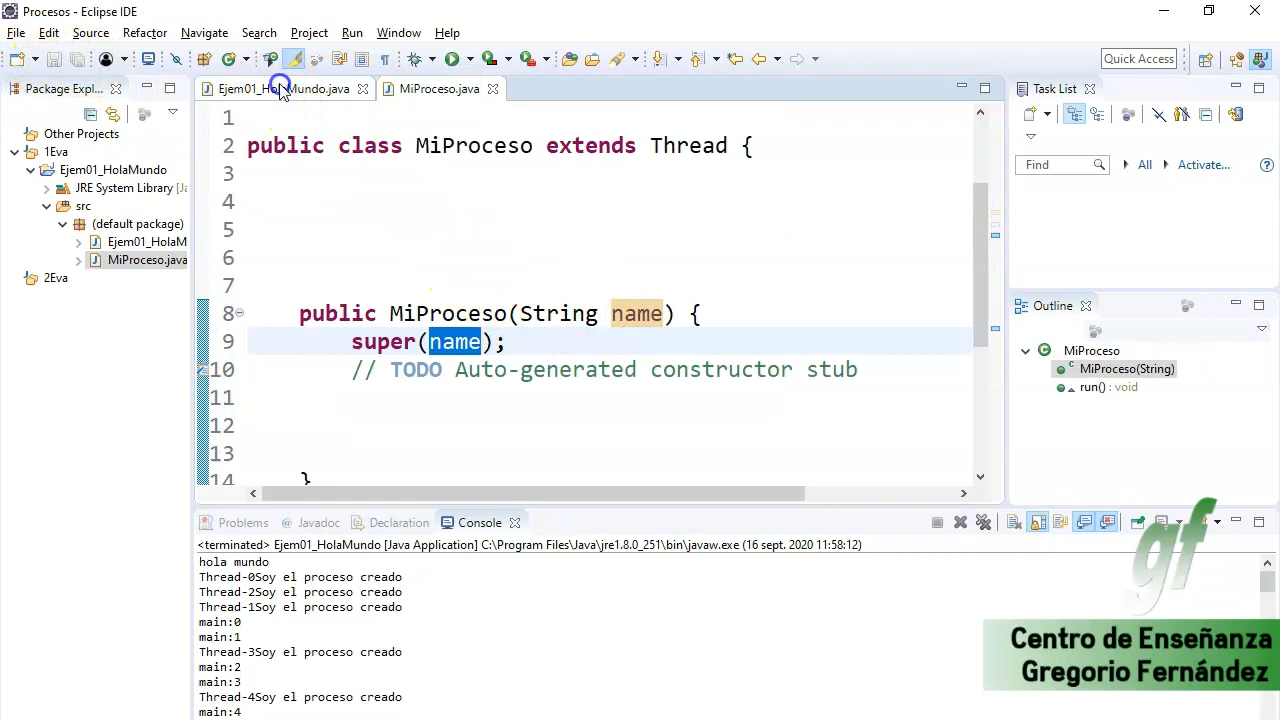 Procesos - Eclipse IDE
File Edit Source Refactor Navigate Search Project Run Window Help
Quick Access
Package Expl...
Ejem01_Hol Mundo.java
MiProceso.java
Task List
Other Projects
1Eva
Ejem01_HolaMundo
JRE System Library [Ja
src
(default package)
Ejem01_HolaM
MiProceso.java
2Eva
1
2 public class MiProceso extends Thread {
3
4
5
6
7
8 public MiProceso(String name) {
9 super(name);
10 // TODO Auto-generated constructor stub
11
12
13
14 }
Find All Activate...
Outline
MiProceso
MiProceso(String)
run() : void
Problems Javadoc Declaration Console
<terminated> Ejem01_HolaMundo [Java Application] C:\Program Files\Java\jre1.8.0_251\bin\javaw.exe (16 sept. 2020 11:58:12)
hola mundo
Thread-0Soy el proceso creado
Thread-2Soy el proceso creado
Thread-1Soy el proceso creado
main:0
main:1
Thread-3Soy el proceso creado
main:2
main:3
Thread-4Soy el proceso creado
main:4
gf
Centro de Enseñanza
Gregorio Fernández